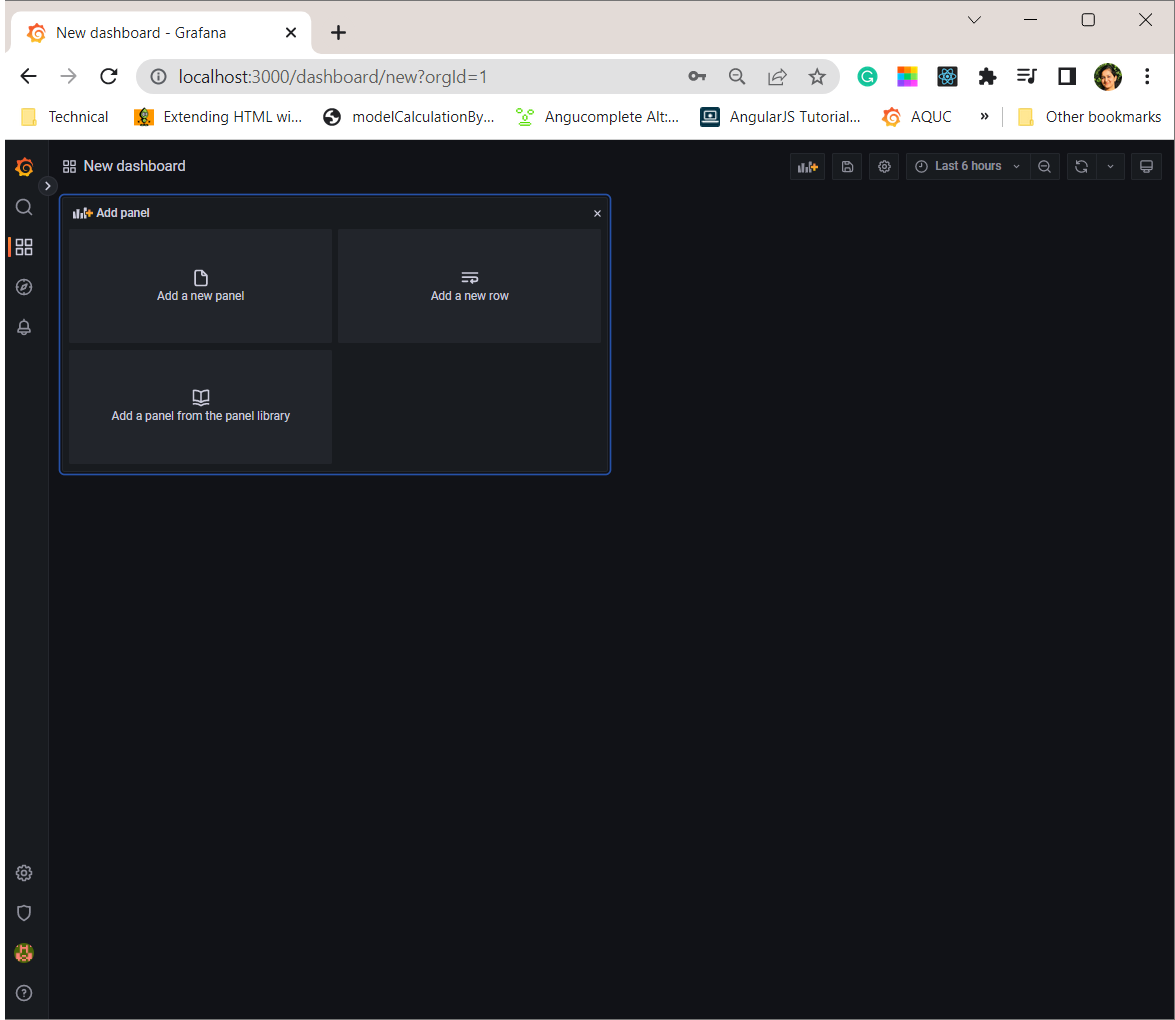 New dashboard - Grafana
localhost:3000/dashboard/new?orgId=1
Technical
Extending HTML wi...
modelCalculationBy...
Angucomplete Alt:...
AngularJS Tutorial...
AQUC
»
Other bookmarks
New dashboard
Last 6 hours
Add panel
Add a new panel
Add a new row
Add a panel from the panel library